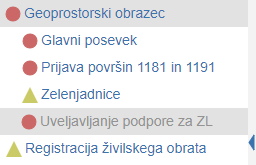 Geoprostorski obrazec
Glavni posevek
Prijava površin 1181 in 1191
Zelenjadnice
Uveljavljanje podpore za ZL
Registracija živilskega obrata